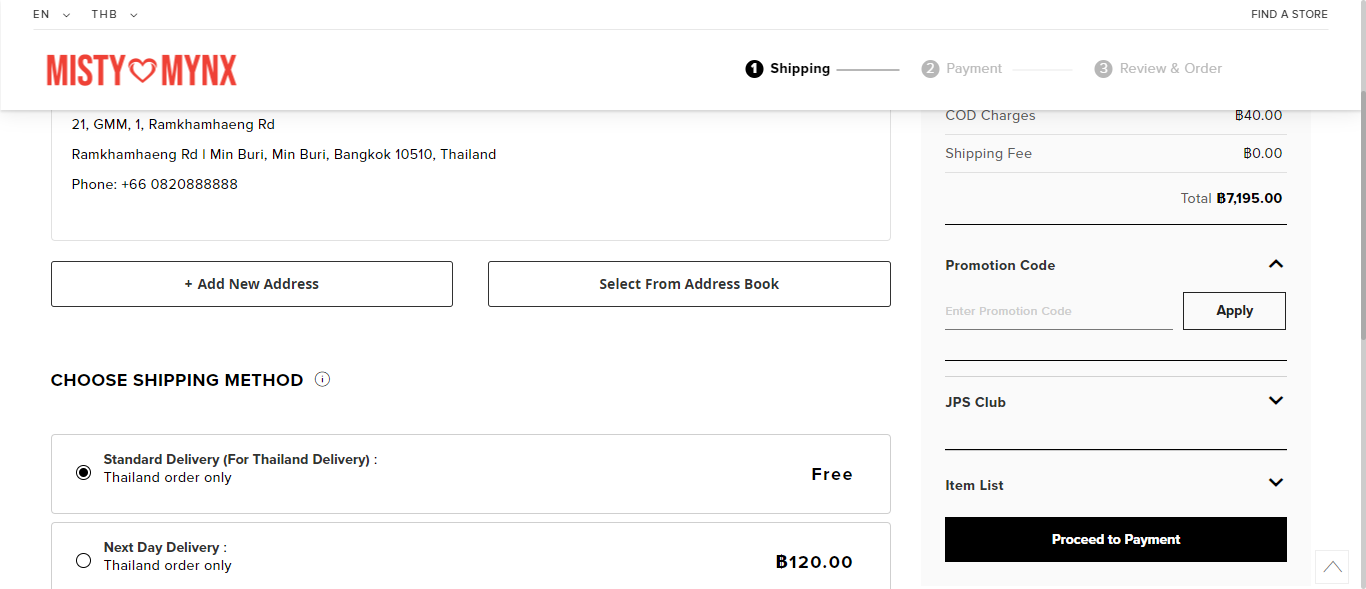 EN THB FIND A STORE
MISTY MYNX
1 Shipping 2 Payment 3 Review & Order
21, GMM, 1, Ramkhamhaeng Rd
Ramkhamhaeng Rd | Min Buri, Min Buri, Bangkok 10510, Thailand
Phone: +66 0820888888
+ Add New Address Select From Address Book
CHOOSE SHIPPING METHOD i
Standard Delivery (For Thailand Delivery) :
Thailand order only
Free
Next Day Delivery :
Thailand order only
฿120.00
COD Charges ฿40.00
Shipping Fee ฿0.00
Total ฿7,195.00
Promotion Code
Enter Promotion Code Apply
JPS Club
Item List
Proceed to Payment